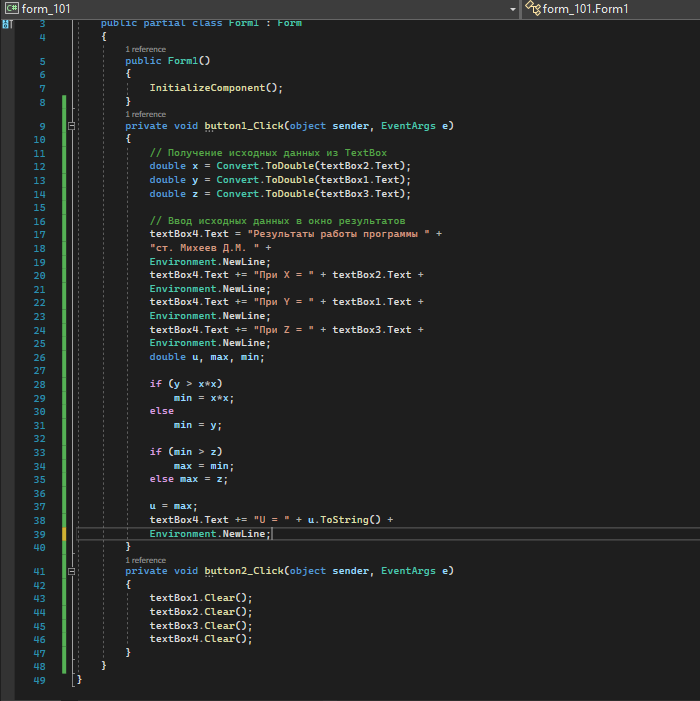 C# form_101 form_101.Form1
3 public partial class Form1 : Form
4 {
1 reference
5 public Form1()
6 {
7 InitializeComponent();
8 }
1 reference
9 private void button1_Click(object sender, EventArgs e)
10 {
11 // Получение исходных данных из TextBox
12 double x = Convert.ToDouble(textBox2.Text);
13 double y = Convert.ToDouble(textBox1.Text);
14 double z = Convert.ToDouble(textBox3.Text);
15
16 // Ввод исходных данных в окно результатов
17 textBox4.Text = "Результаты работы программы " +
18 "ст. Михеев Д.М. " +
19 Environment.NewLine;
20 textBox4.Text += "При X = " + textBox2.Text +
21 Environment.NewLine;
22 textBox4.Text += "При Y = " + textBox1.Text +
23 Environment.NewLine;
24 textBox4.Text += "При Z = " + textBox3.Text +
25 Environment.NewLine;
26 double u, max, min;
27
28 if (y > x*x)
29 min = x*x;
30 else
31 min = y;
32
33 if (min > z)
34 max = min;
35 else max = z;
36
37 u = max;
38 textBox4.Text += "U = " + u.ToString() +
39 Environment.NewLine;
40 }
1 reference
41 private void button2_Click(object sender, EventArgs e)
42 {
43 textBox1.Clear();
44 textBox2.Clear();
45 textBox3.Clear();
46 textBox4.Clear();
47 }
48 }
49 }